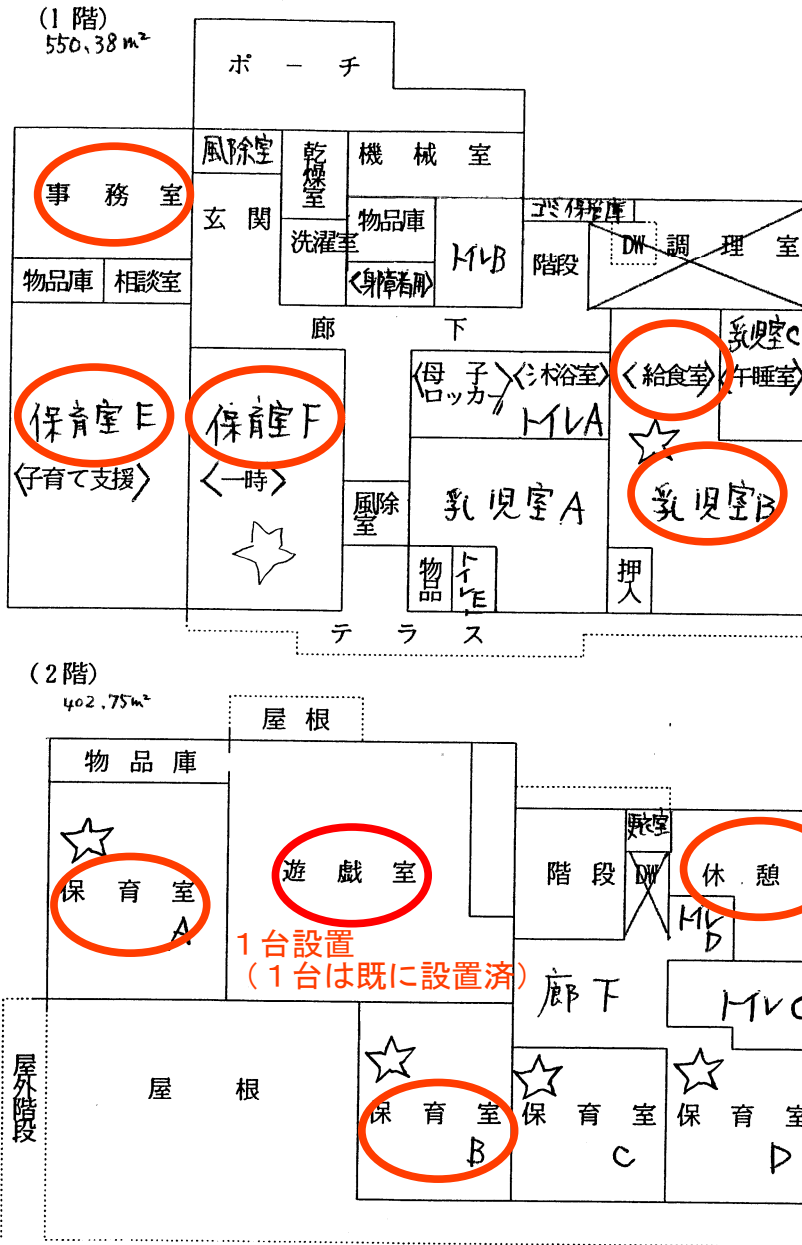 (1階)
550.38㎡
ポーチ
風除室
乾燥室
機械室
事務室
玄関
物品庫
洗濯室
トイレB
ゴミ保管庫
階段
DW
調理室
物品庫
相談室
〈身障者用〉
廊下
乳児室C
〈母子ロッカー〉
〈沐浴室〉
トイレA
〈給食室〉
〈午睡室〉
保育室E
〈子育て支援〉
保育室F
〈一時〉
風除室
乳児室A
乳児室B
物品
トイレE
押入
テラス
(2階)
402.75㎡
屋根
物品庫
更衣室
保育室
A
遊戯室
1台設置
(1台は既に設置済)
階段
DW
休憩
トイレD
廊下
トイレC
屋外階段
屋根
保育室
B
保育室
C
保育室
D